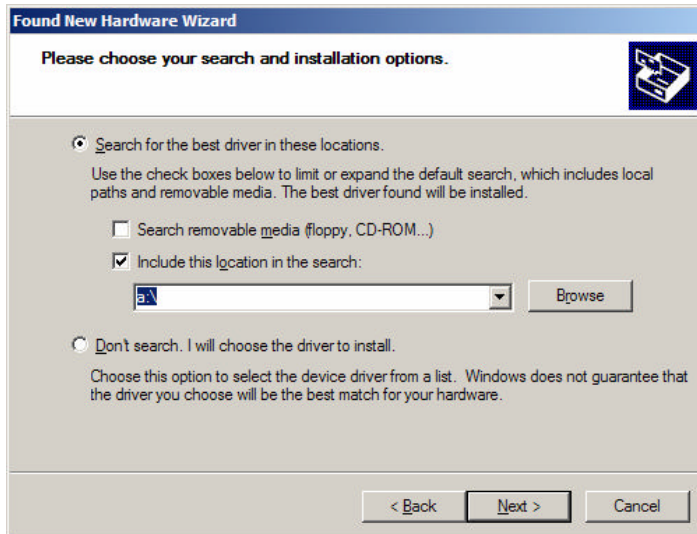 Found New Hardware Wizard
Please choose your search and installation options.
Search for the best driver in these locations.
Use the check boxes below to limit or expand the default search, which includes local
paths and removable media. The best driver found will be installed.
Search removable media (floppy, CD-ROM...)
Include this location in the search:
a:\
Browse
Don't search. I will choose the driver to install.
Choose this option to select the device driver from a list. Windows does not guarantee that
the driver you choose will be the best match for your hardware.
< Back Next > Cancel